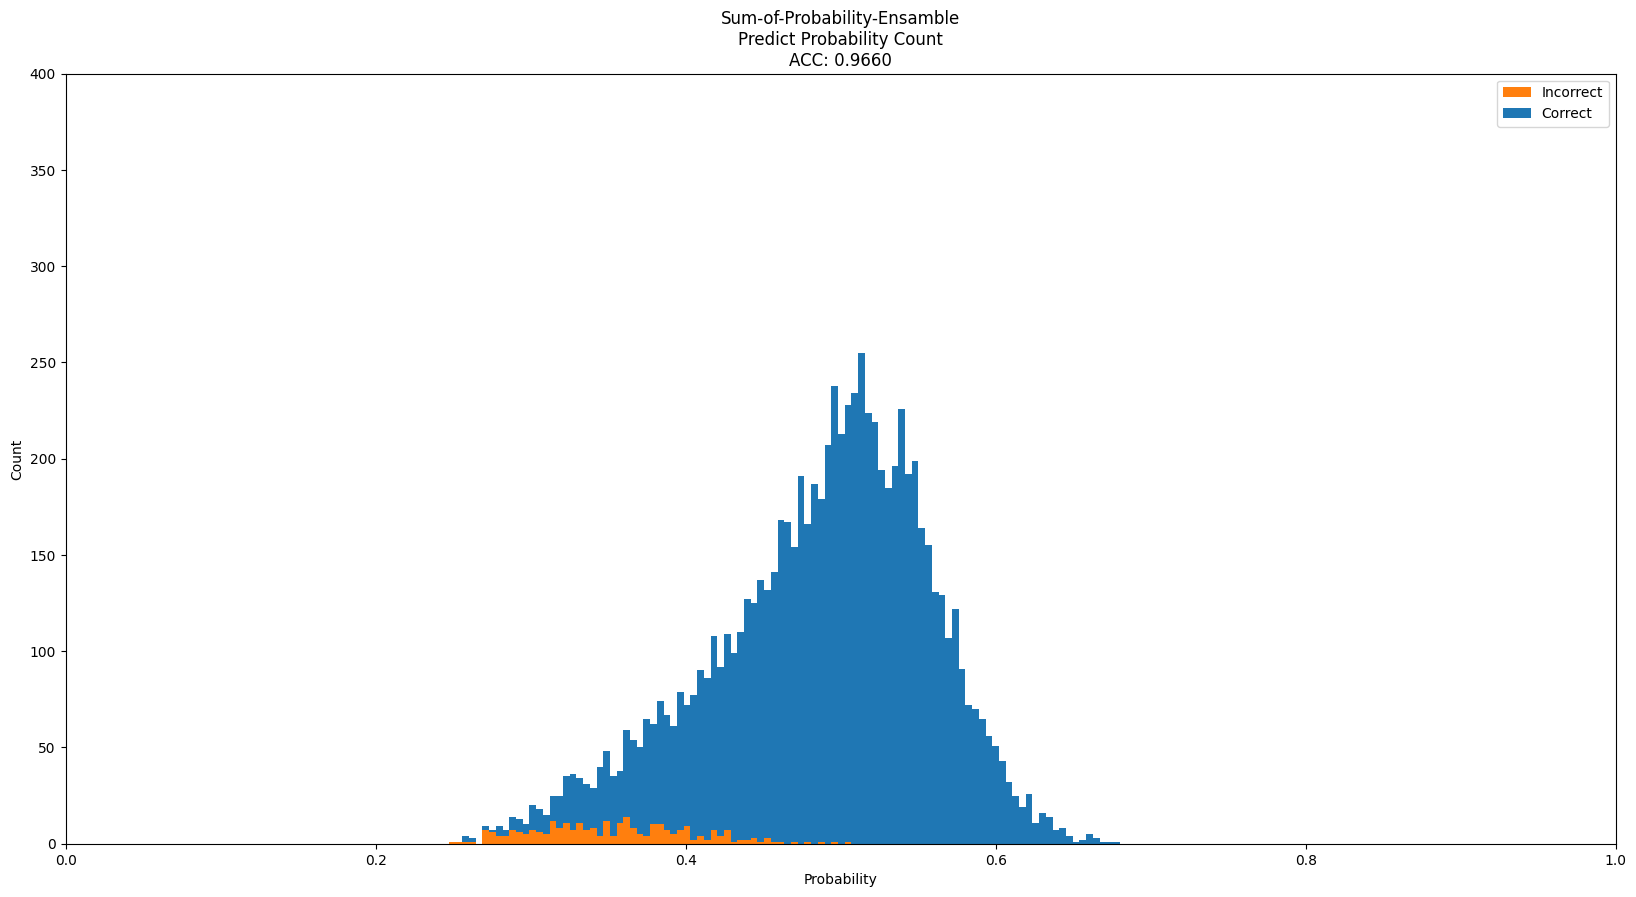 Sum-of-Probability-Ensamble
Predict Probability Count
ACC: 0.9660
400
350
300
250
200
150
100
50
0
Count
Incorrect
Correct
0.0 0.2 0.4 0.6 0.8 1.0
Probability